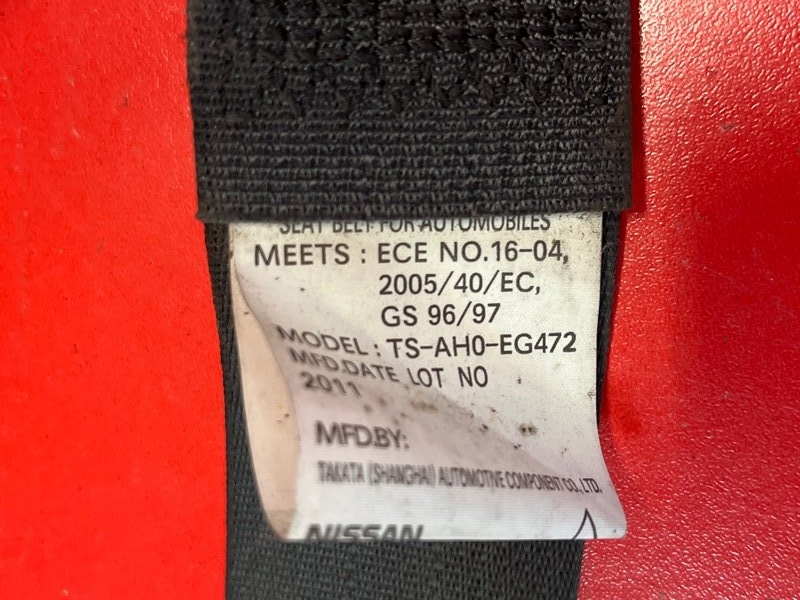 SEAT BELT FOR AUTOMOBILES
MEETS : ECE NO.16-04,
2005/40/EC,
GS 96/97
MODEL : TS-AH0-EG472
MFD.DATE LOT NO
2011
MFD.BY:
TAKATA (SHANGHAI) AUTOMOTIVE COMPONENT CO., LTD.
NISSAN